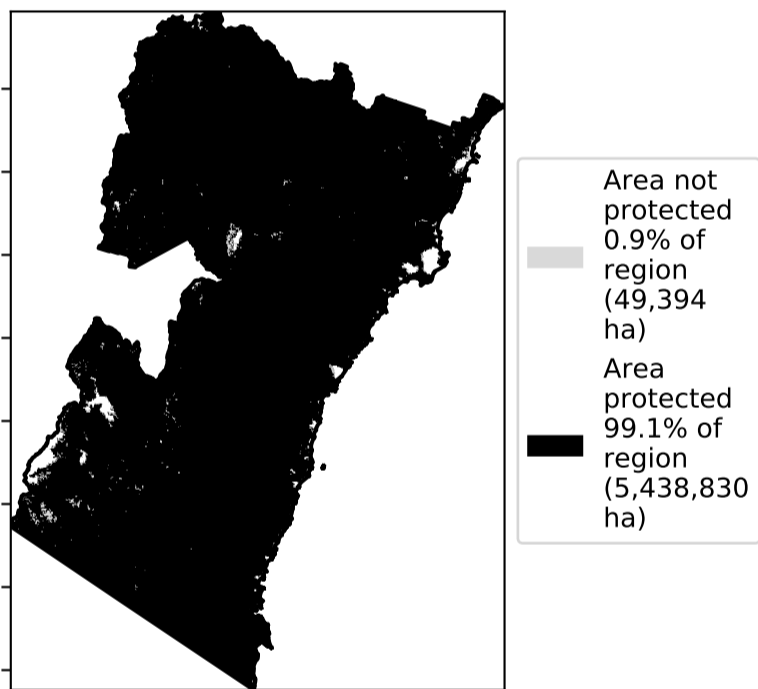 Area not
protected
0.9% of
region
(49,394
ha)
Area
protected
99.1% of
region
(5,438,830
ha)